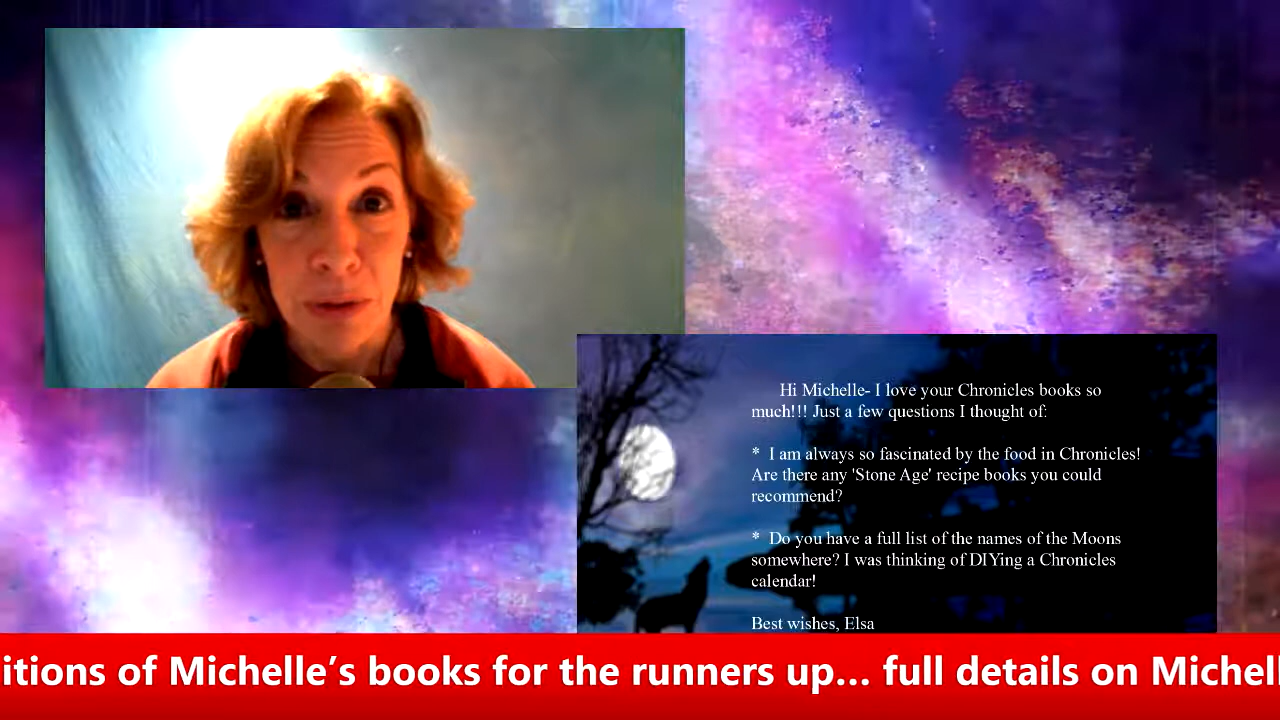 Hi Michelle- I love your Chronicles books so
much!!! Just a few questions I thought of:
* I am always so fascinated by the food in Chronicles!
Are there any 'Stone Age' recipe books you could
recommend?
* Do you have a full list of the names of the Moons
somewhere? I was thinking of DIYing a Chronicles
calendar!
Best wishes, Elsa
itions of Michelle’s books for the runners up... full details on Michell